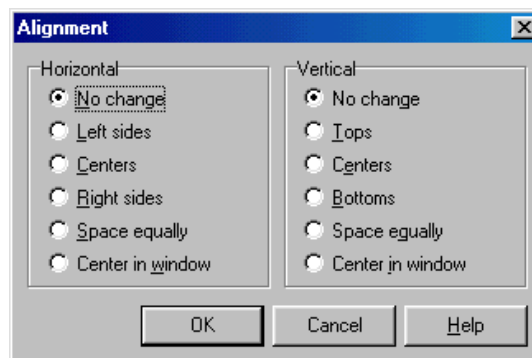 Alignment
Horizontal
No change
Left sides
Centers
Right sides
Space equally
Center in window
Vertical
No change
Tops
Centers
Bottoms
Space equally
Center in window
OK
Cancel
Help